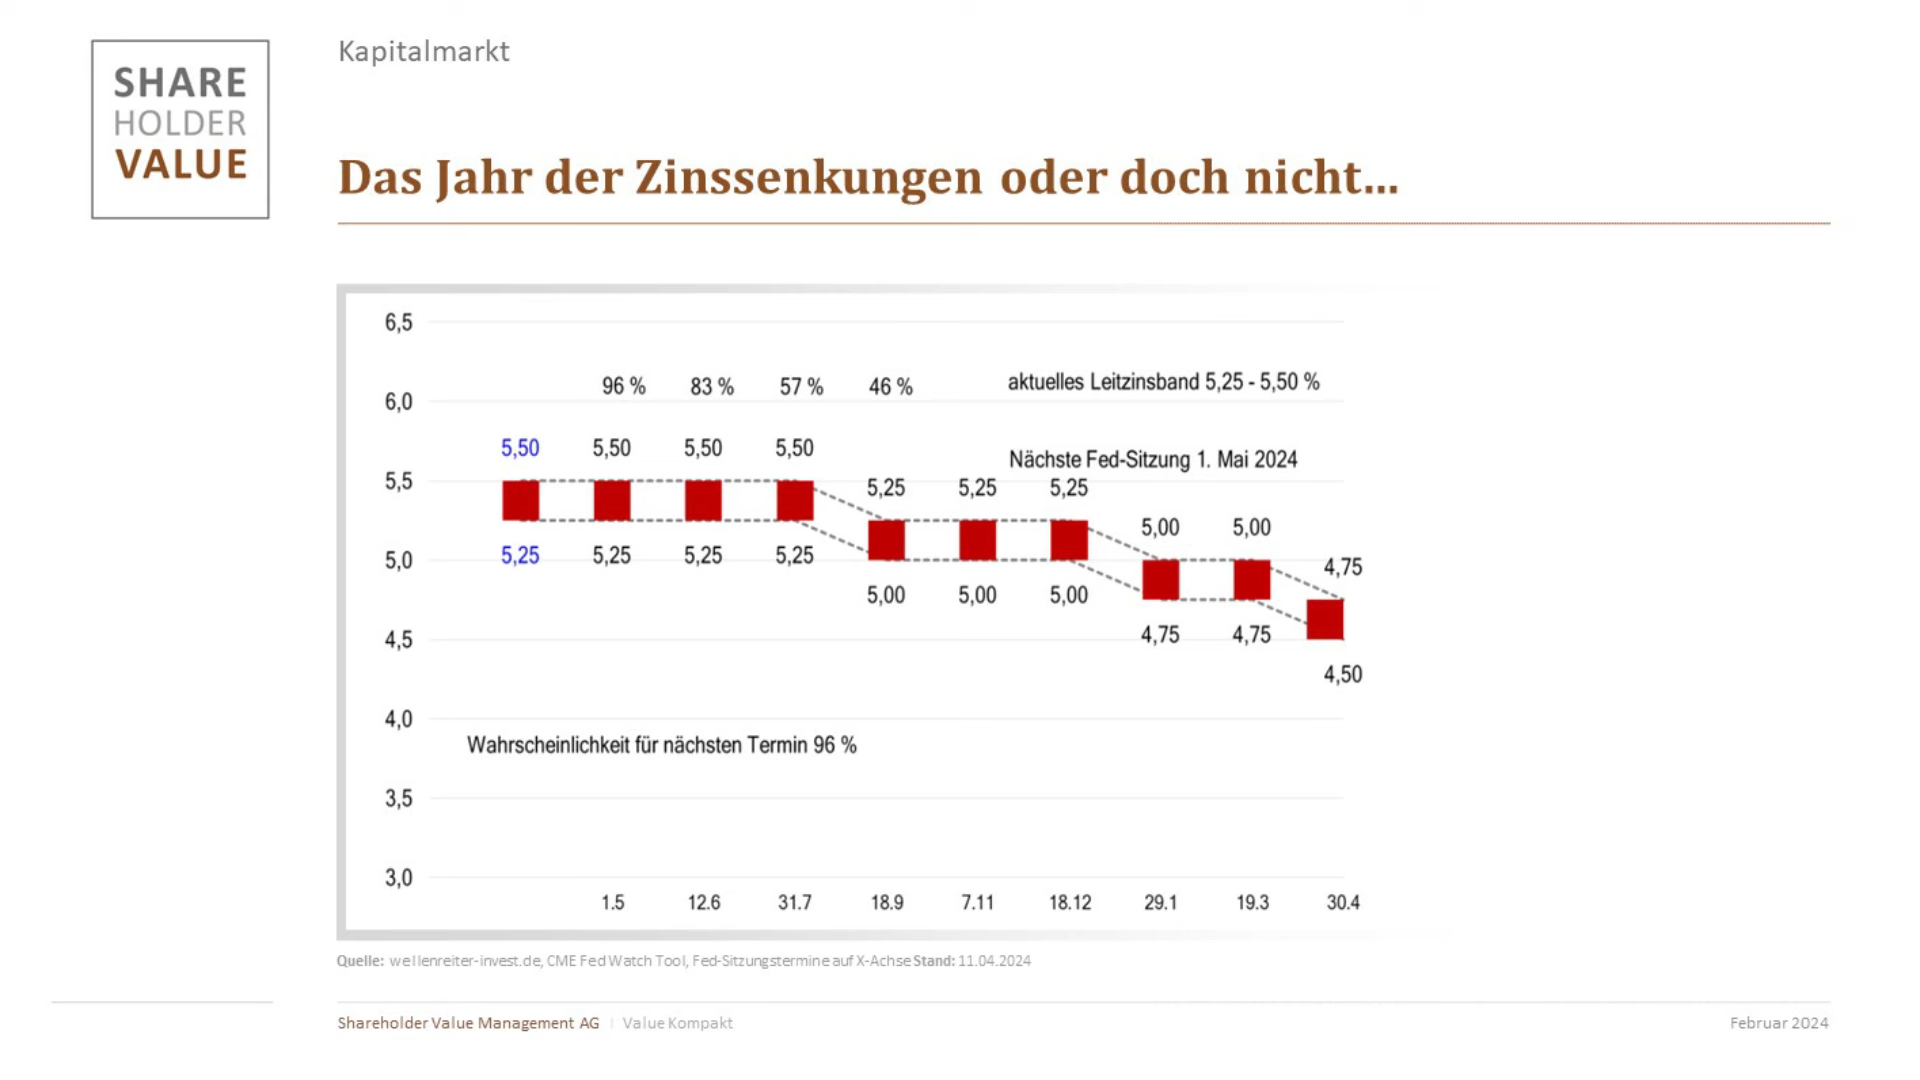 SHARE
HOLDER
VALUE
Kapitalmarkt
Das Jahr der Zinssenkungen oder doch nicht...
6,5
96 % 83 % 57 % 46 % aktuelles Leitzinsband 5,25 - 5,50 %
6,0
5,50 5,50 5,50 5,50 Nächste Fed-Sitzung 1. Mai 2024
5,5 5,25 5,25 5,25
5,00 5,00
5,0 5,25 5,25 5,25 5,25 4,75
5,00 5,00 5,00
4,5 4,75 4,75
4,50
4,0
Wahrscheinlichkeit für nächsten Termin 96 %
3,5
3,0
1.5 12.6 31.7 18.9 7.11 18.12 29.1 19.3 30.4
Quelle: wellenreiter-invest.de, CME Fed Watch Tool, Fed-Sitzungstermine auf X-Achse Stand: 11.04.2024
Shareholder Value Management AG | Value Kompakt Februar 2024